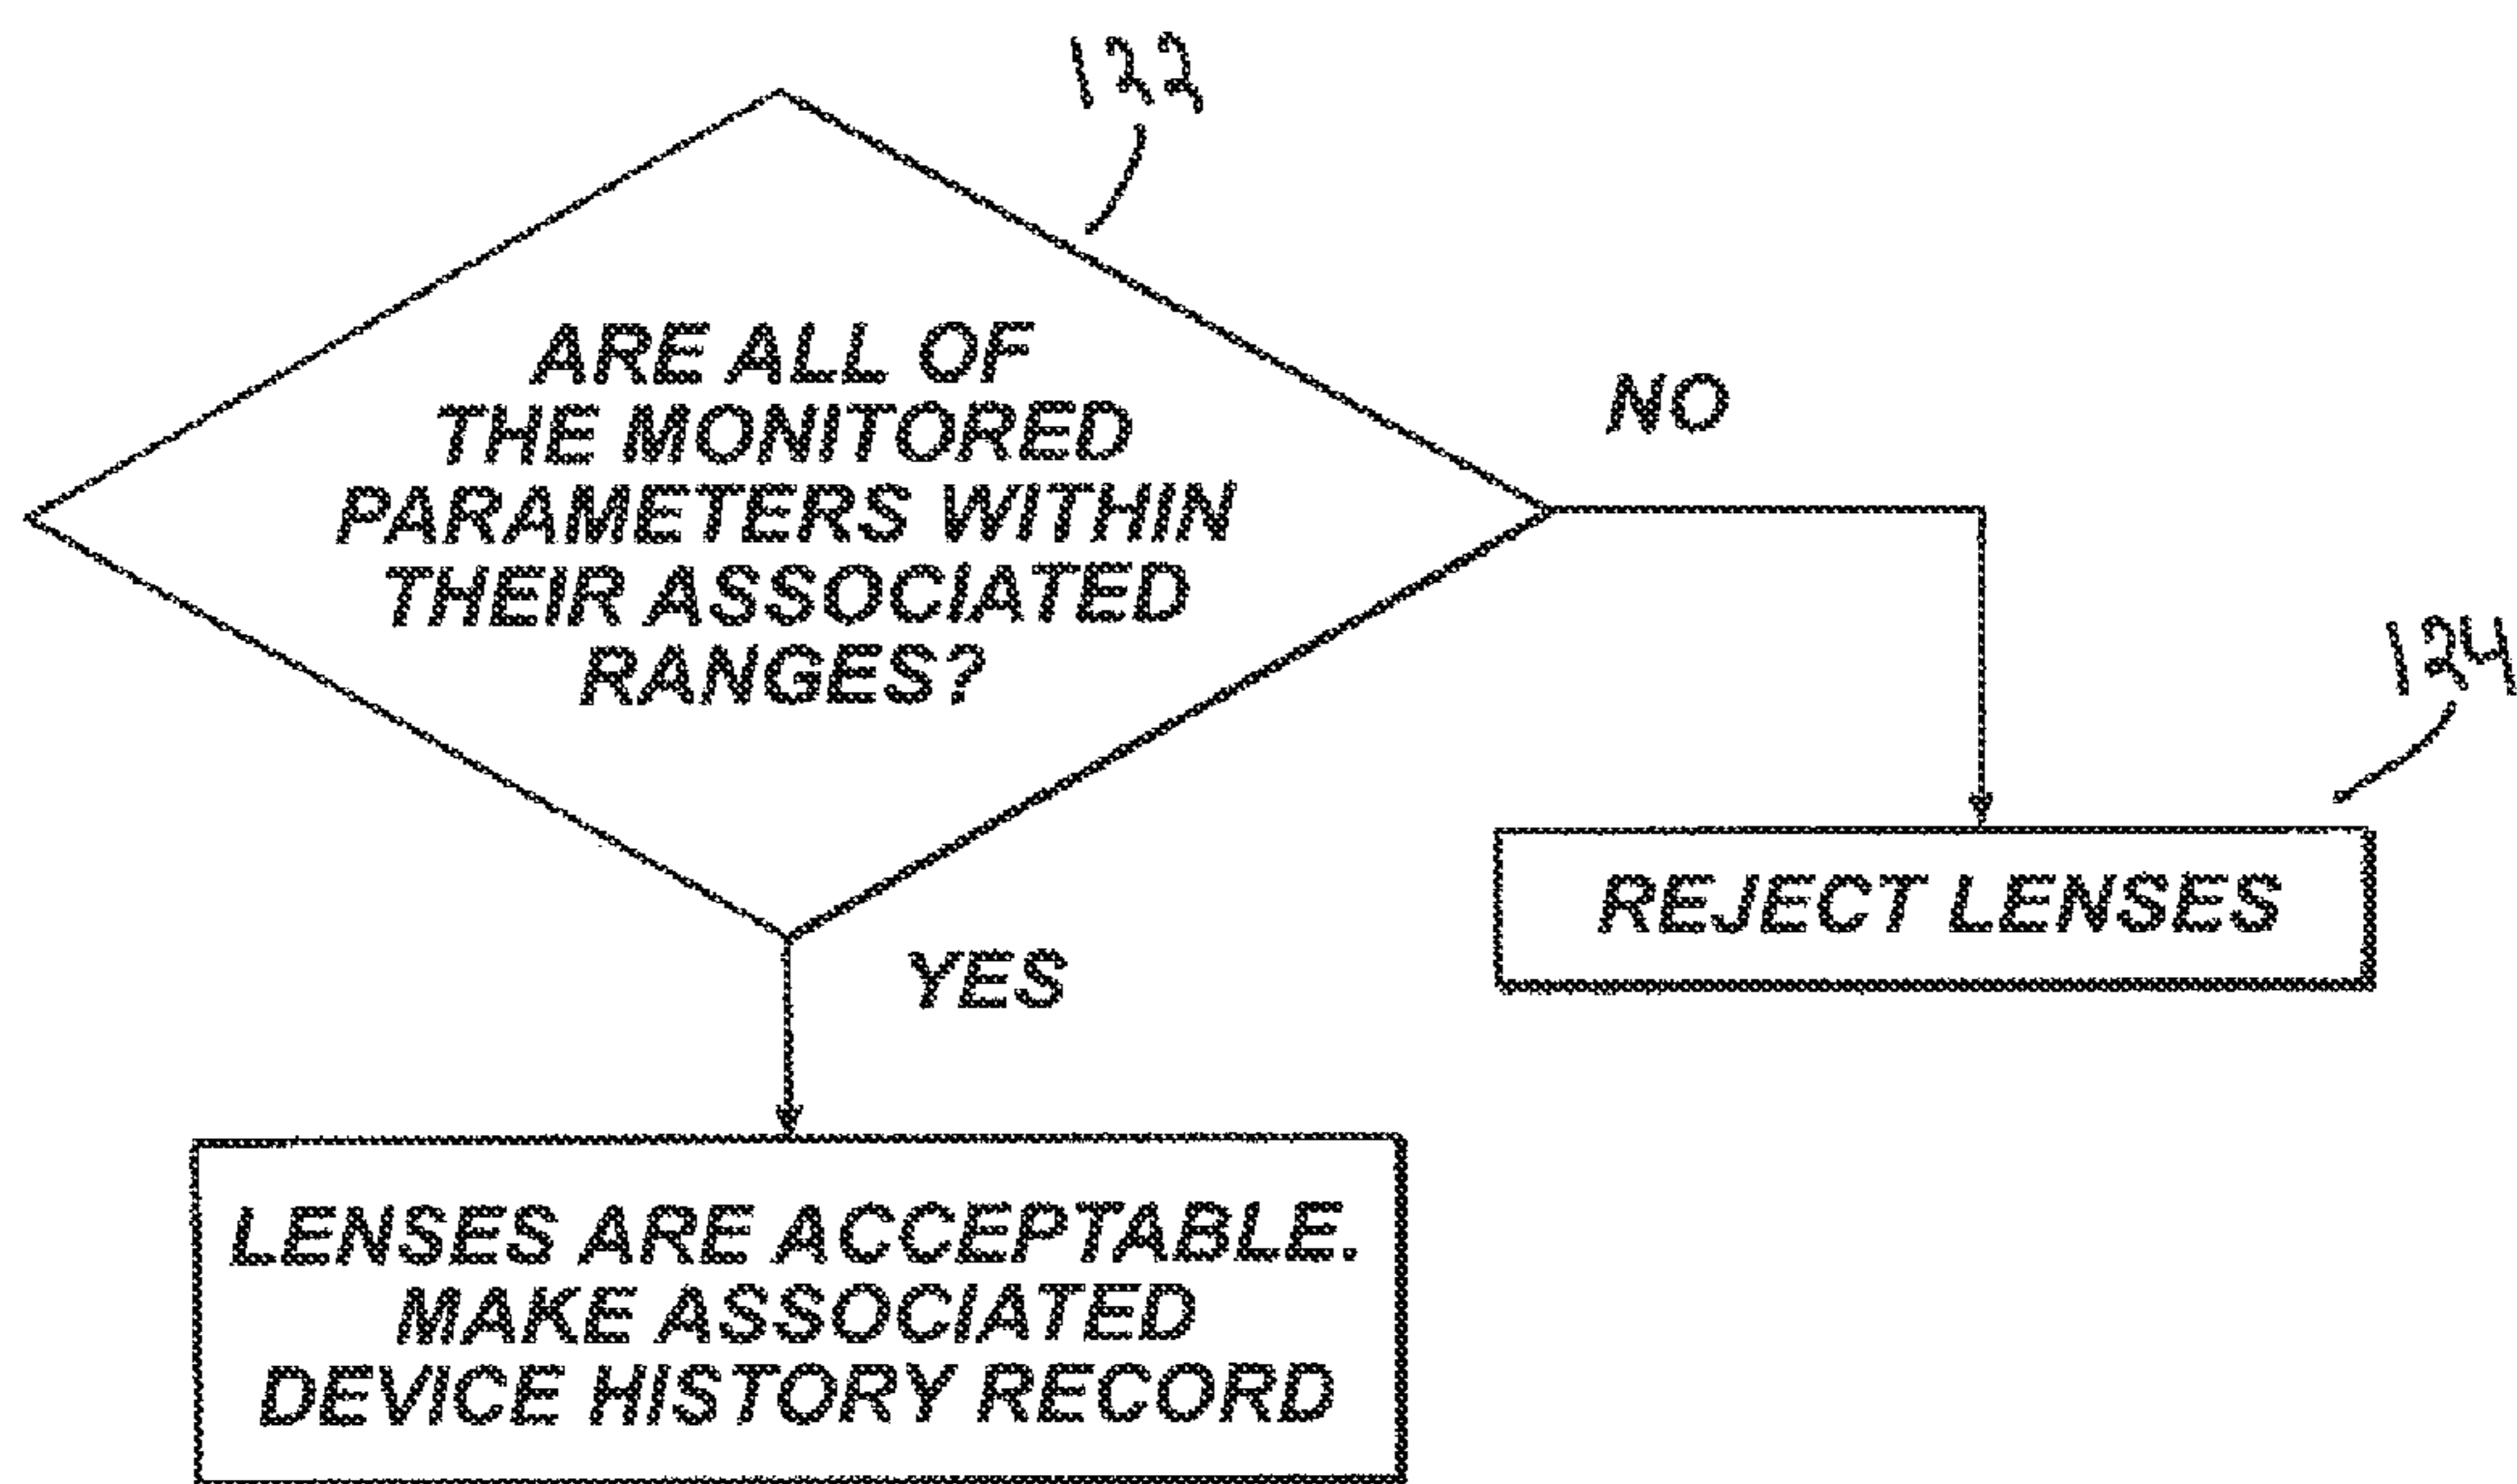 122
ARE ALL OF
THE MONITORED
PARAMETERS WITHIN
THEIR ASSOCIATED
RANGES?
NO
124
REJECT LENSES
YES
LENSES ARE ACCEPTABLE.
MAKE ASSOCIATED
DEVICE HISTORY RECORD